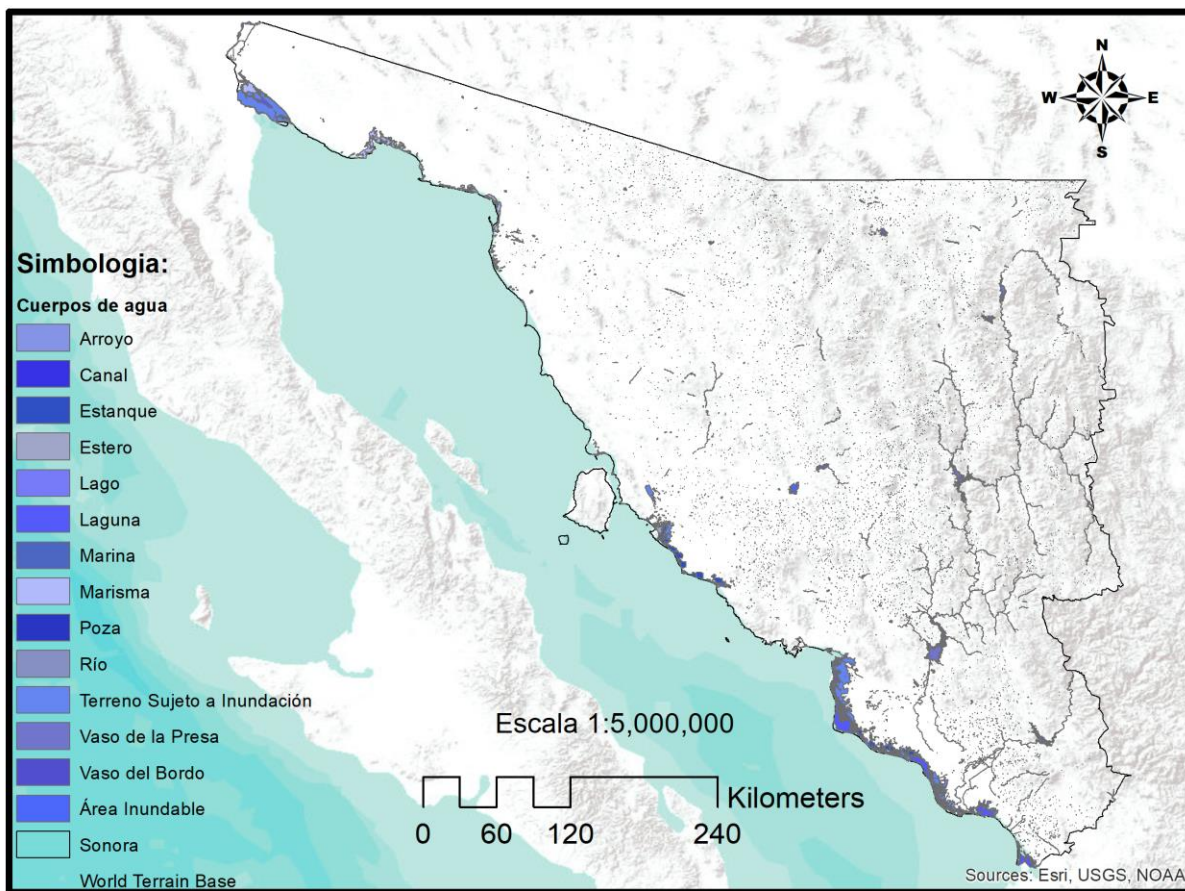 N
W E
S
Simbologia:
Cuerpos de agua
Arroyo
Canal
Estanque
Estero
Lago
Laguna
Marina
Marisma
Poza
Río
Terreno Sujeto a Inundación
Vaso de la Presa
Vaso del Bordo
Área Inundable
Sonora
World Terrain Base
Escala 1:5,000,000
Kilometers
0 60 120 240
Sources: Esri, USGS, NOAA